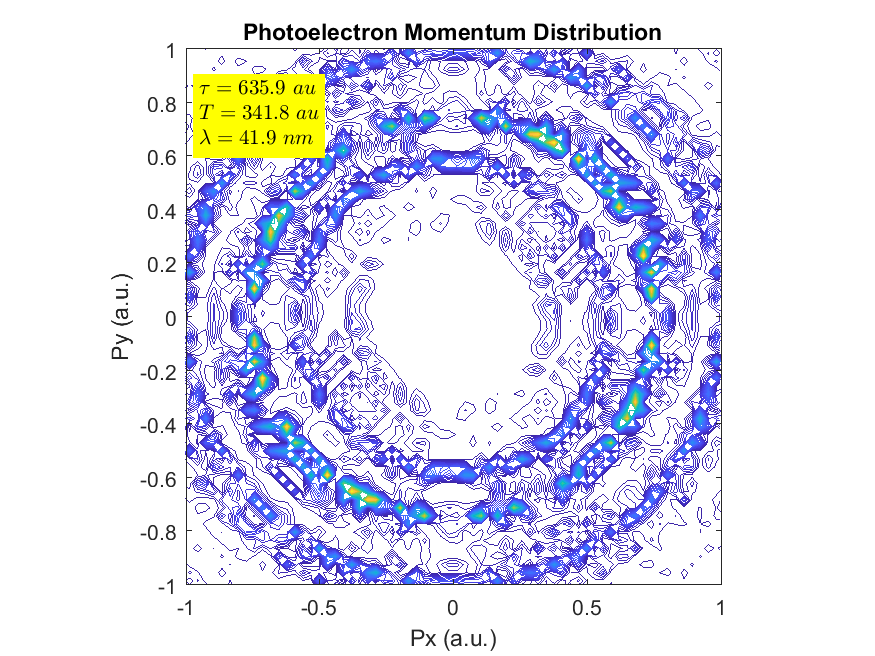 Photoelectron Momentum Distribution
τ = 635.9 au
T = 341.8 au
λ = 41.9 nm
1
0.8
0.6
0.4
0.2
0
-0.2
-0.4
-0.6
-0.8
-1
Py (a.u.)
-1 -0.5 0 0.5 1
Px (a.u.)